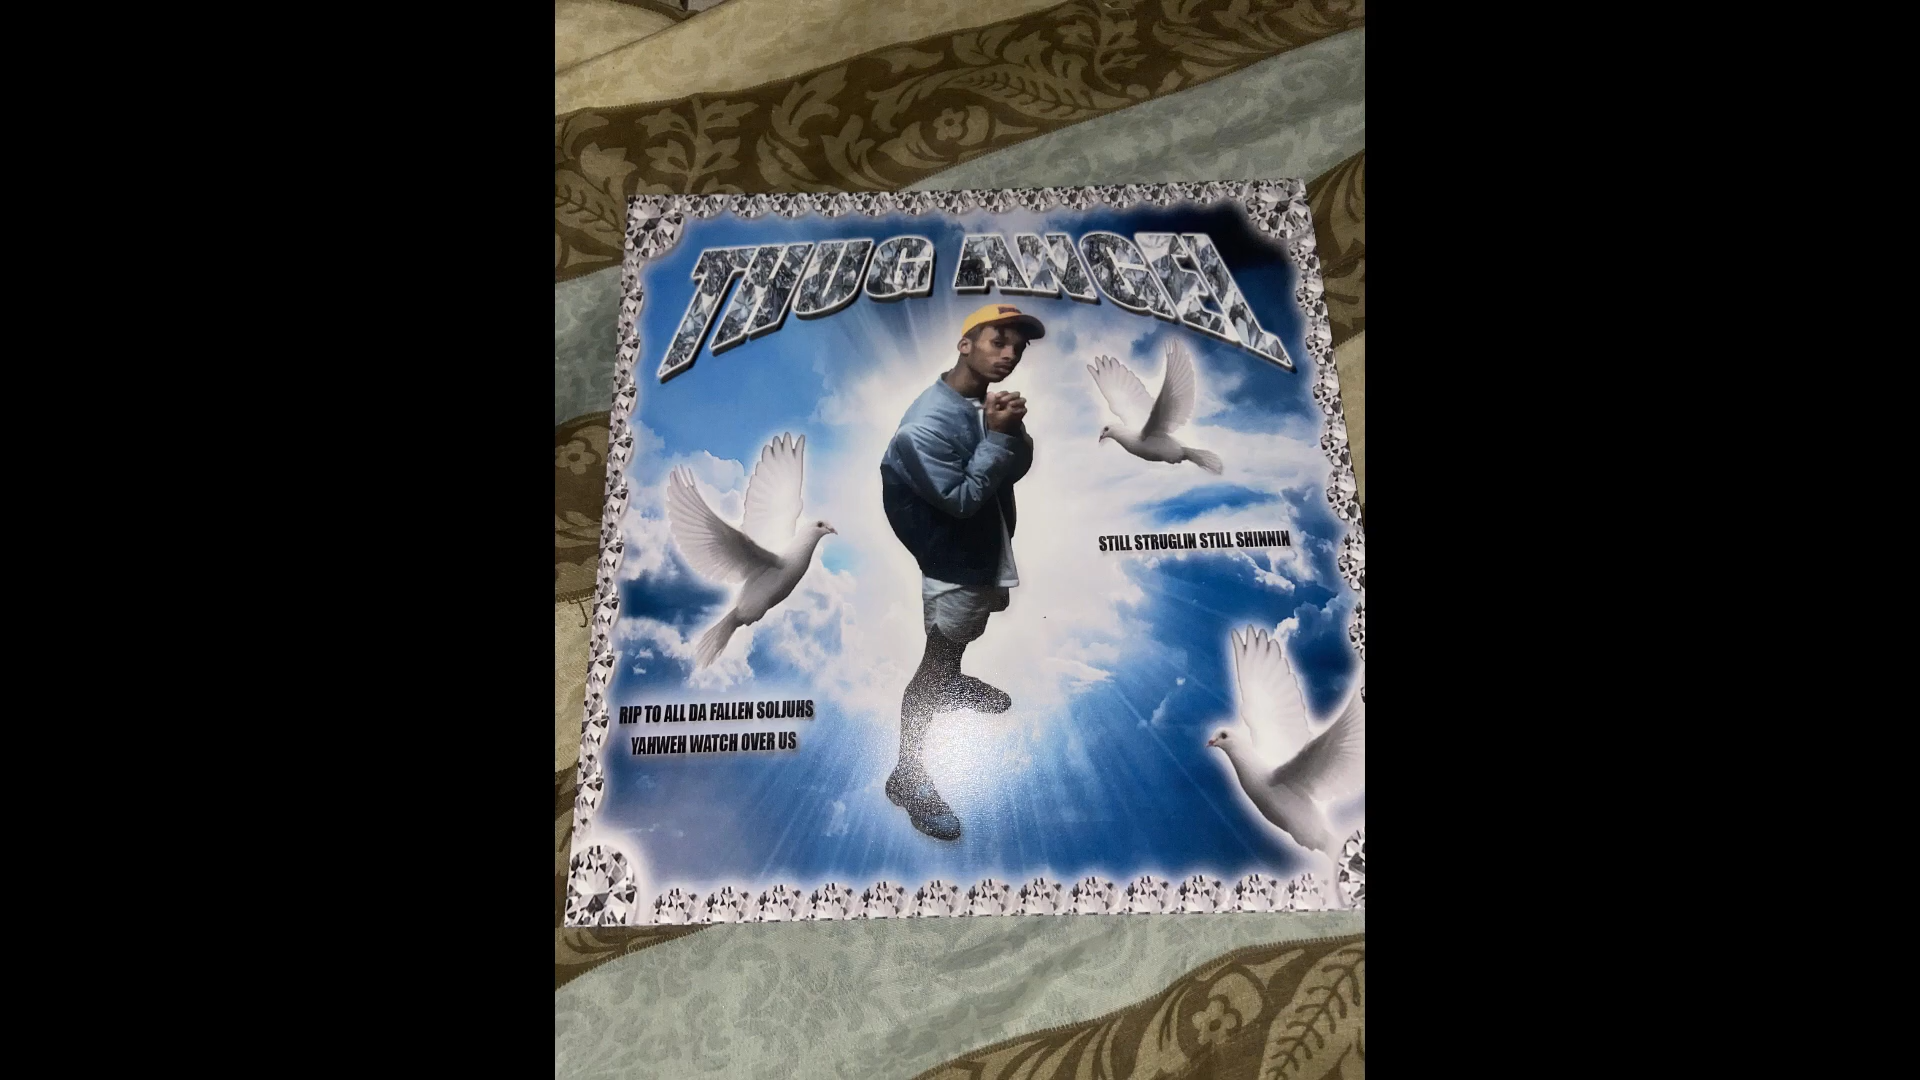 THUG ANGEL
STILL STRUGLIN STILL SHINNIN
RIP TO ALL DA FALLEN SOLJUHS
YAHWEH WATCH OVER US